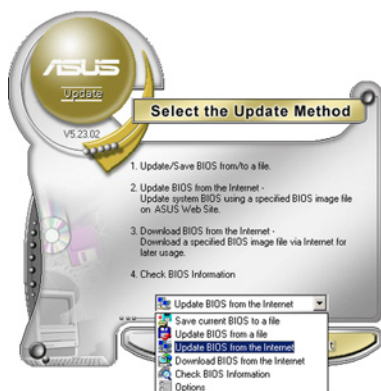 ASUS
Update
V5.23.02
Select the Update Method
1. Update/Save BIOS from/to a file.
2. Update BIOS from the Internet -
Update system BIOS using a specified BIOS image file
on ASUS Web Site.
3. Download BIOS from the Internet -
Download a specified BIOS image file via Internet for
later usage.
4. Check BIOS Information
Update BIOS from the Internet
Save current BIOS to a file
Update BIOS from a file
Update BIOS from the Internet
Download BIOS from the Internet
Check BIOS Information
Options